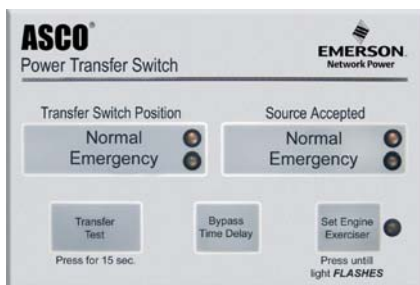 ASCO®
Power Transfer Switch
EMERSON
Network Power
Transfer Switch Position
Normal
Emergency
Source Accepted
Normal
Emergency
Transfer
Test
Press for 15 sec.
Bypass
Time Delay
Set Engine
Exerciser
Press untill
light FLASHES